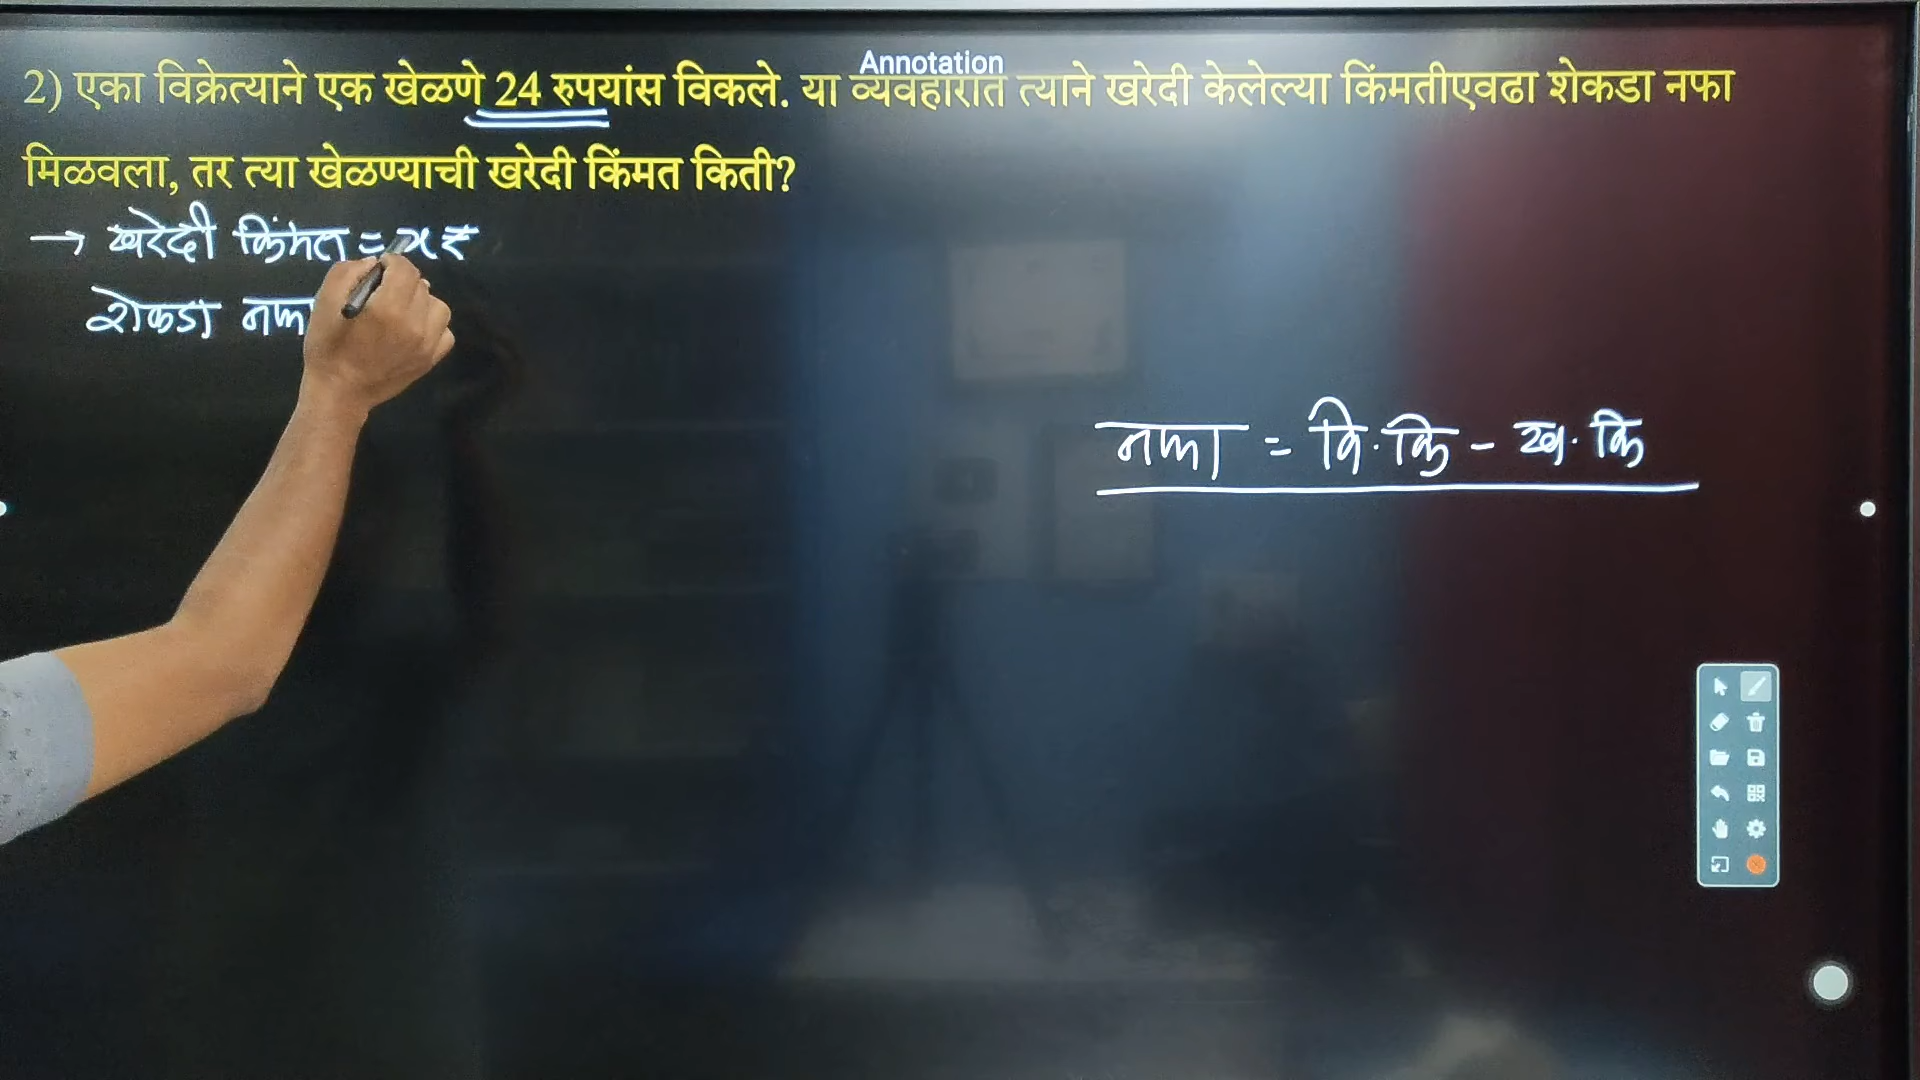 Annotation
2) एका विक्रेत्याने एक खेळणे 24 रुपयांस विकले. या व्यवहारात त्याने खरेदी केलेल्या किंमतीएवढा शेकडा नफा
मिळवला, तर त्या खेळण्याची खरेदी किंमत किती?
→ खरेदी किंमत = x ₹
शेकडा नफा
नफा = वि. कि - ख. कि